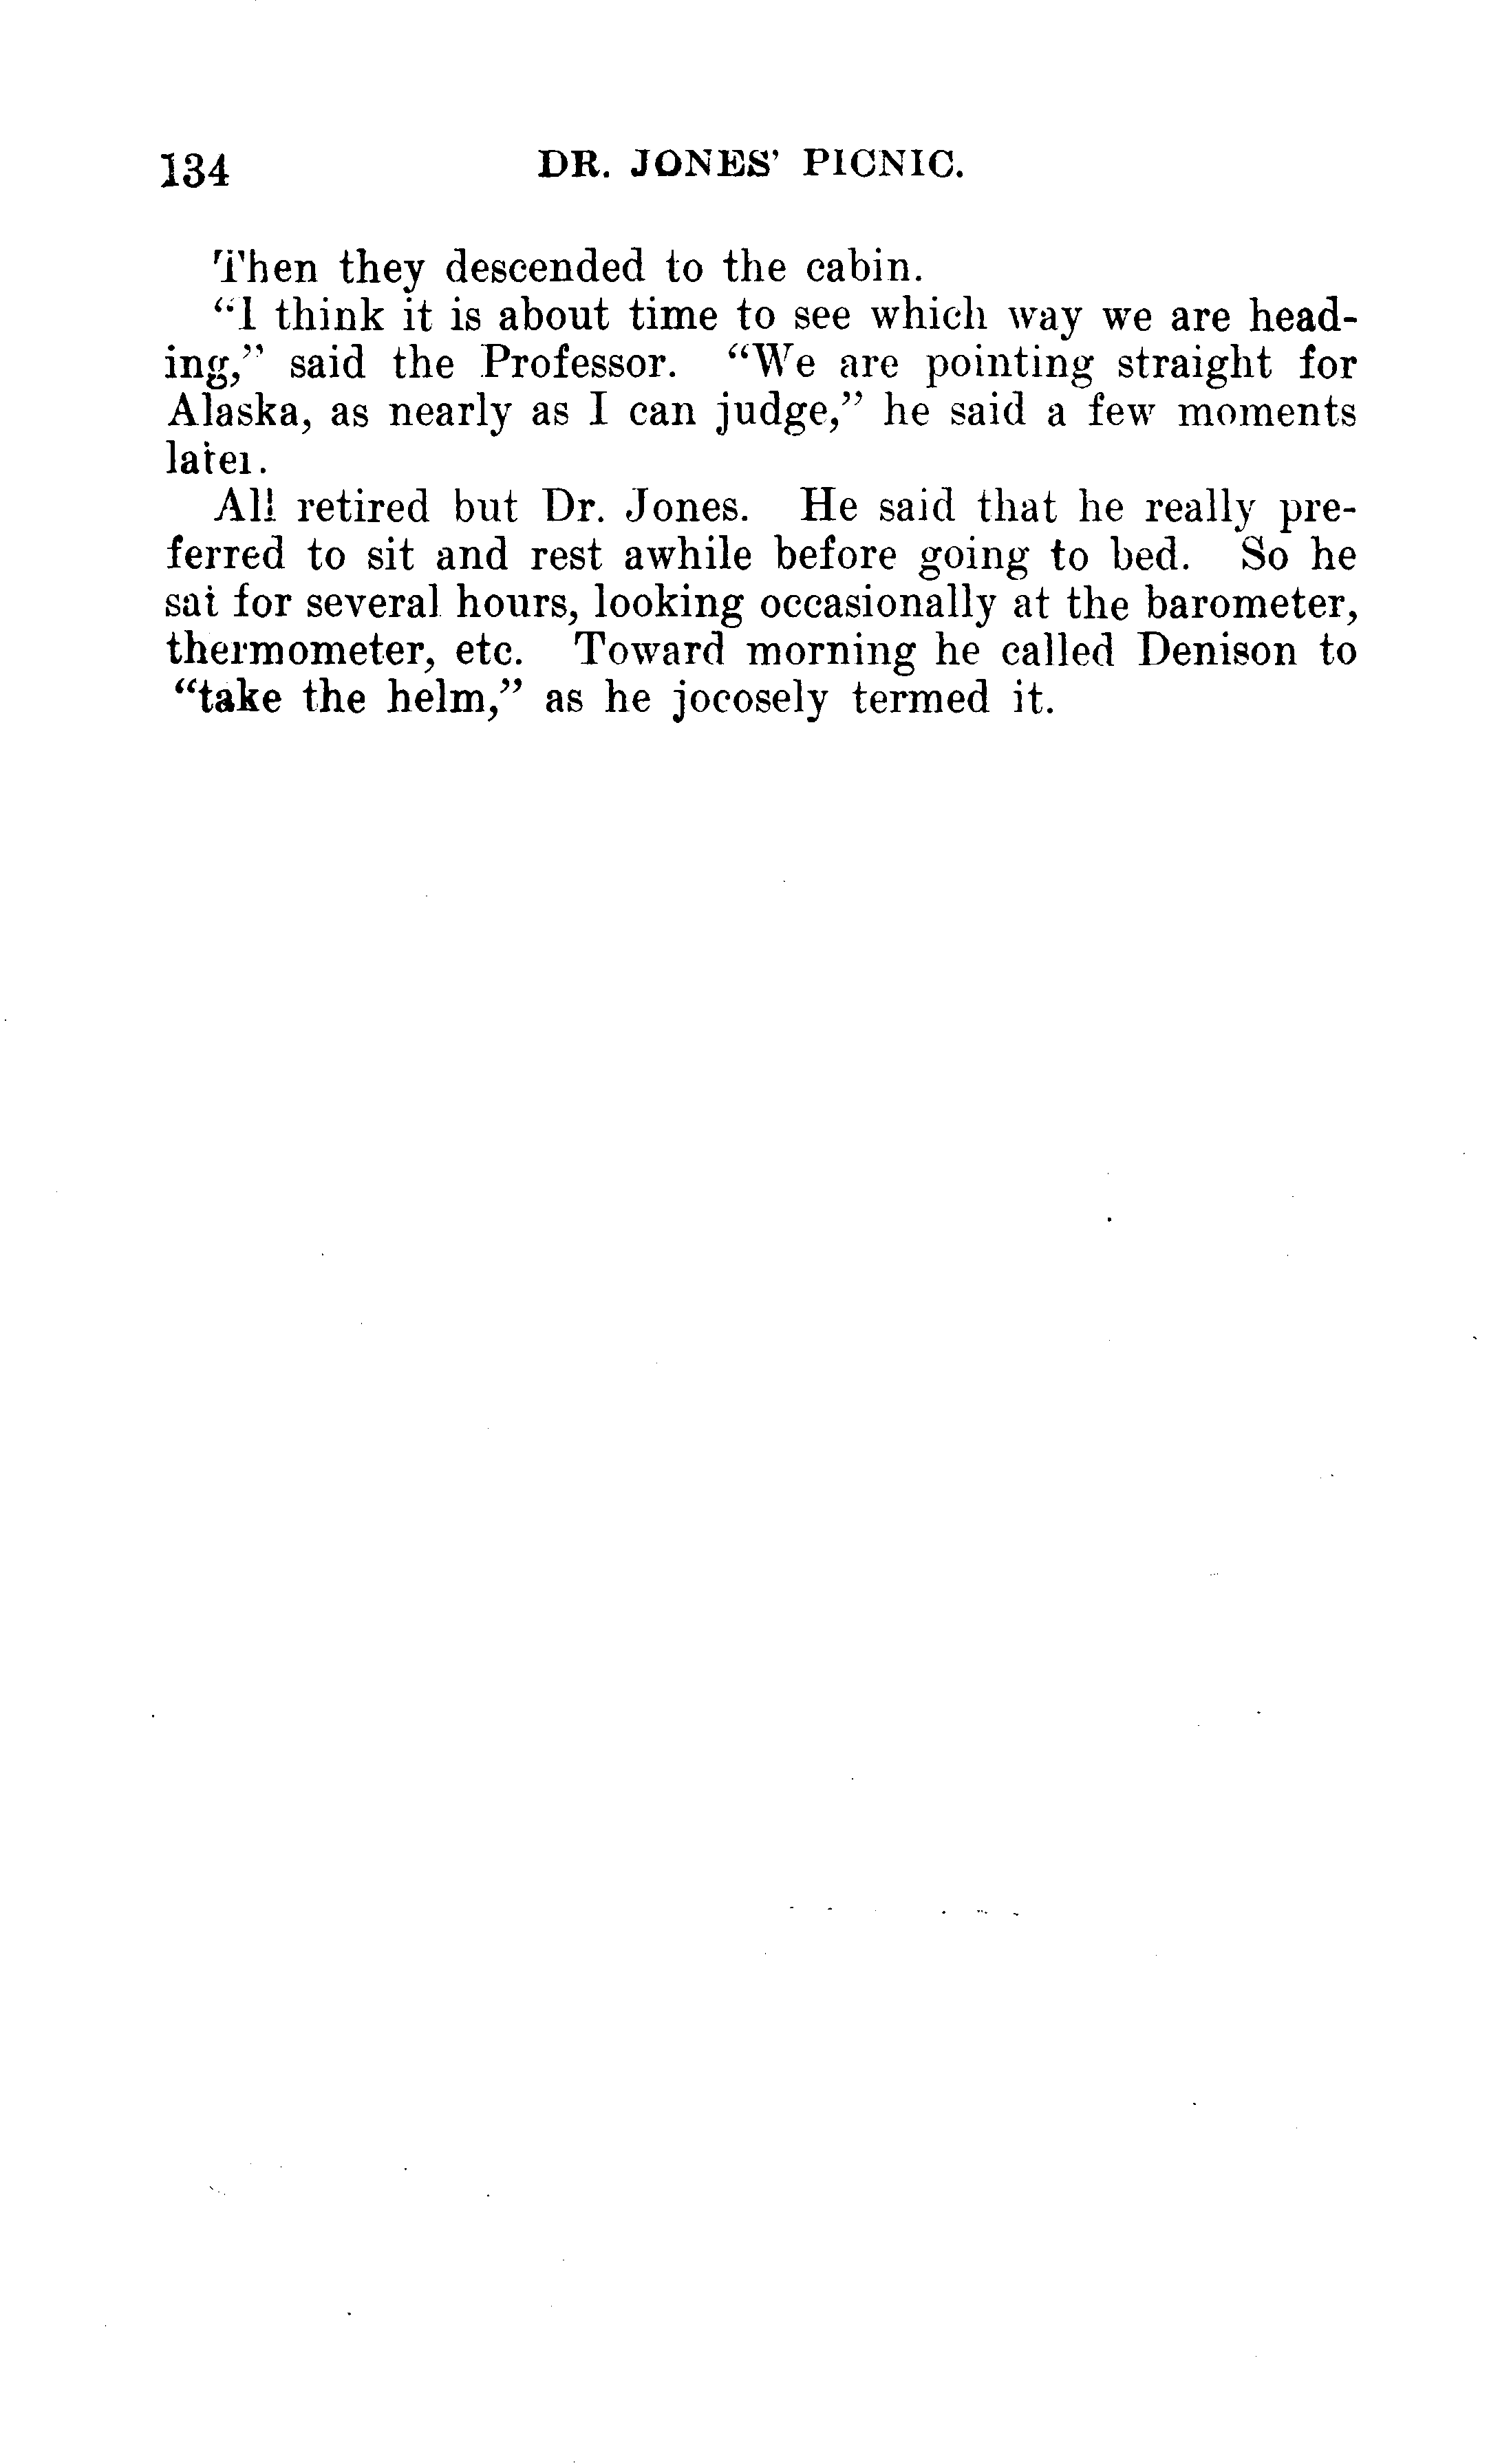 134 DR. JONES' PICNIC.
Then they descended to the cabin.
"I think it is about time to see which way we are head-
ing," said the Professor. "We are pointing straight for
Alaska, as nearly as I can judge," he said a few moments
later.
All retired but Dr. Jones. He said that he really pre-
ferred to sit and rest awhile before going to bed. So he
sat for several hours, looking occasionally at the barometer,
thermometer, etc. Toward morning he called Denison to
"take the helm," as he jocosely termed it.